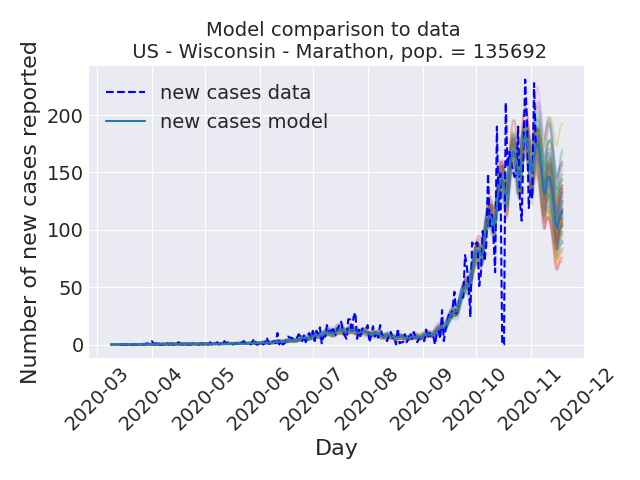 Model comparison to data
US - Wisconsin - Marathon, pop. = 135692
Number of new cases reported
200
150
100
50
0
new cases data
new cases model
2020-03
2020-04
2020-05
2020-06
2020-07
2020-08
2020-09
2020-10
2020-11
2020-12
Day